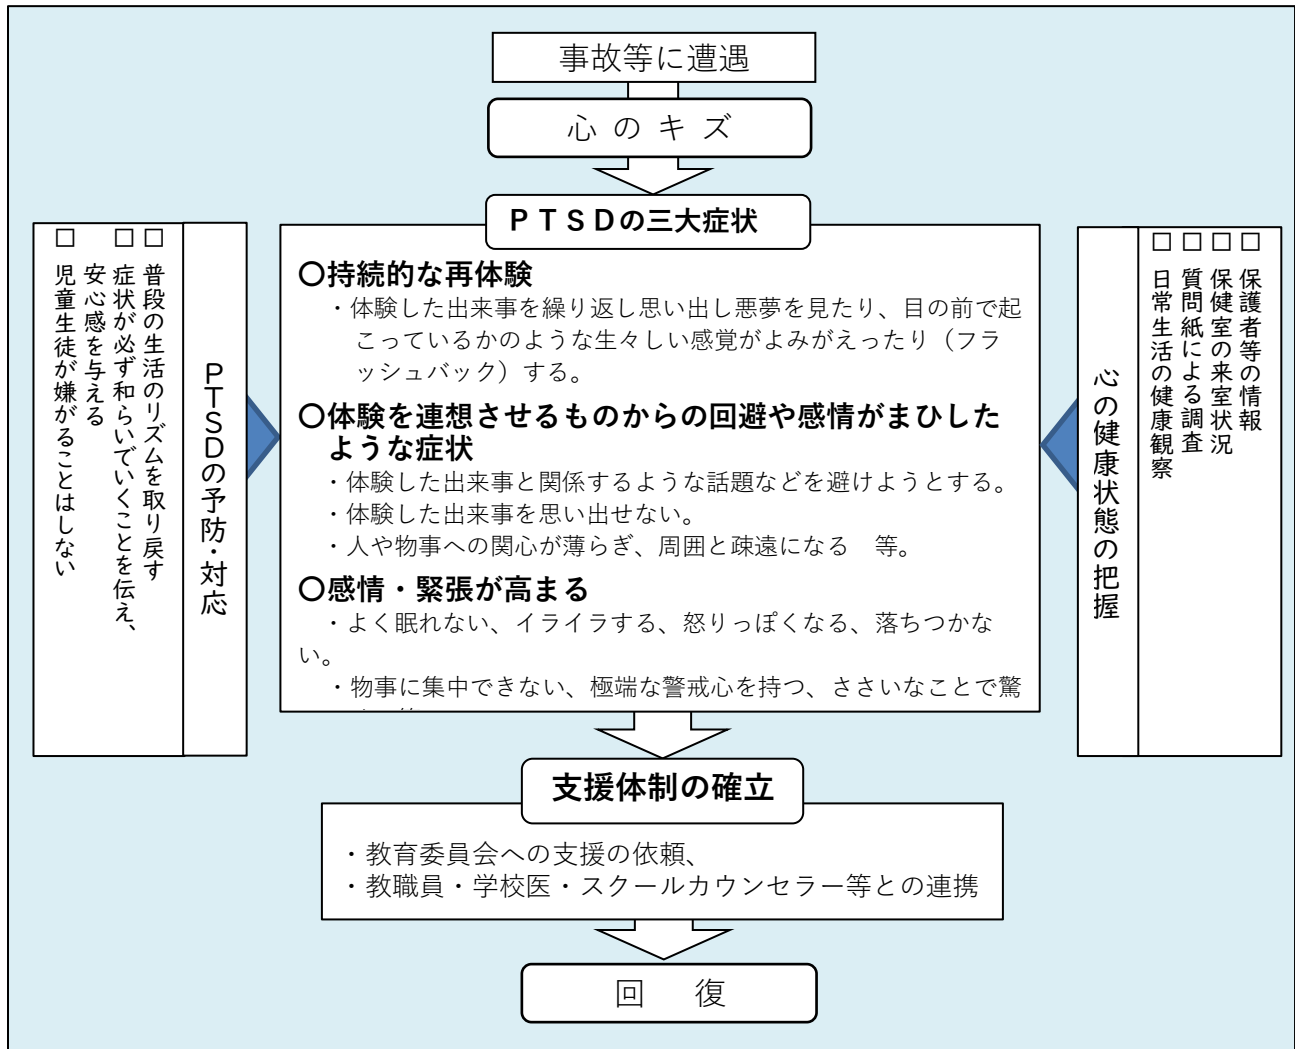 事故等に遭遇
心のキズ
PTSDの三大症状
〇持続的な再体験
・体験した出来事を繰り返し思い出し悪夢を見たり、目の前で起
こっているかのような生々しい感覚がよみがえったり（フラ
ッシュバック）する。
〇体験を連想させるものからの回避や感情がまひした
ような症状
・体験した出来事と関係するような話題などを避けようとする。
・体験した出来事を思い出せない。
・人や物事への関心が薄らぎ、周囲と疎遠になる　等。
〇感情・緊張が高まる
・よく眠れない、イライラする、怒りっぽくなる、落ちつかな
い。
・物事に集中できない、極端な警戒心を持つ、ささいなことで驚
PTSDの予防・対応
□ 普段の生活のリズムを取り戻す
□ 症状が必ず和らいでいくことを伝え、
安心感を与える
□ 児童生徒が嫌がることはしない
心の健康状態の把握
□ 保護者等の情報
□ 保健室の来室状況
□ 質問紙による調査
□ 日常生活の健康観察
支援体制の確立
・教育委員会への支援の依頼、
・教職員・学校医・スクールカウンセラー等との連携
回　復